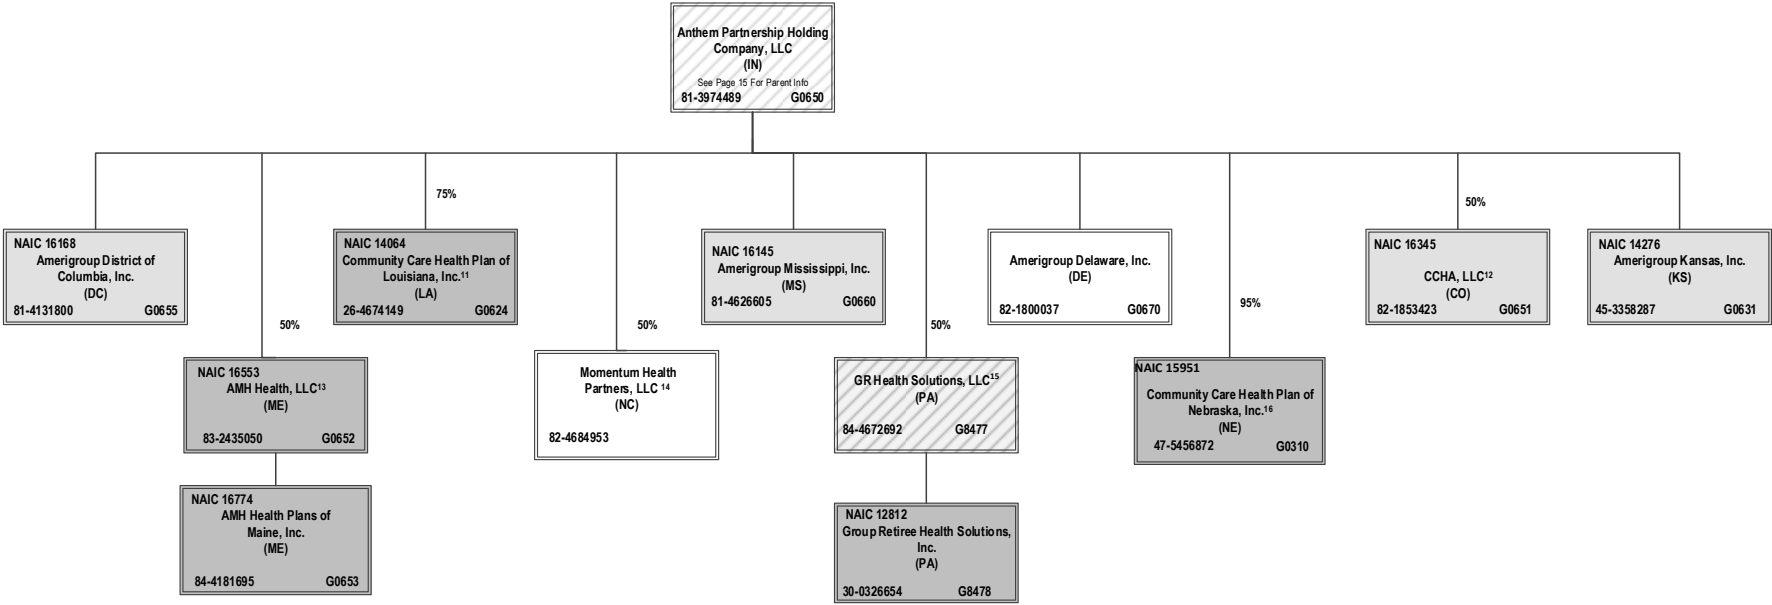 Anthem Partnership Holding
Company, LLC
(IN)
See Page 15 For Parent Info
81-3974489 G0650
75%
50%
NAIC 16168
Amerigroup District of
Columbia, Inc.
(DC)
81-4131800 G0655
NAIC 14064
Community Care Health Plan of
Louisiana, Inc.¹¹
(LA)
26-4674149 G0624
NAIC 16145
Amerigroup Mississippi, Inc.
(MS)
81-4626605 G0660
Amerigroup Delaware, Inc.
(DE)
82-1800037 G0670
NAIC 16345
CCHA, LLC¹²
(CO)
82-1853423 G0651
NAIC 14276
Amerigroup Kansas, Inc.
(KS)
45-3358287 G0631
50%
50%
50%
95%
NAIC 16553
AMH Health, LLC¹³
(ME)
83-2435050 G0652
Momentum Health
Partners, LLC ¹⁴
(NC)
82-4684953
GR Health Solutions, LLC¹⁵
(PA)
84-4672692 G8477
NAIC 15951
Community Care Health Plan of
Nebraska, Inc.¹⁶
(NE)
47-5456872 G0310
NAIC 16774
AMH Health Plans of
Maine, Inc.
(ME)
84-4181695 G0653
NAIC 12812
Group Retiree Health Solutions,
Inc.
(PA)
30-0326654 G8478